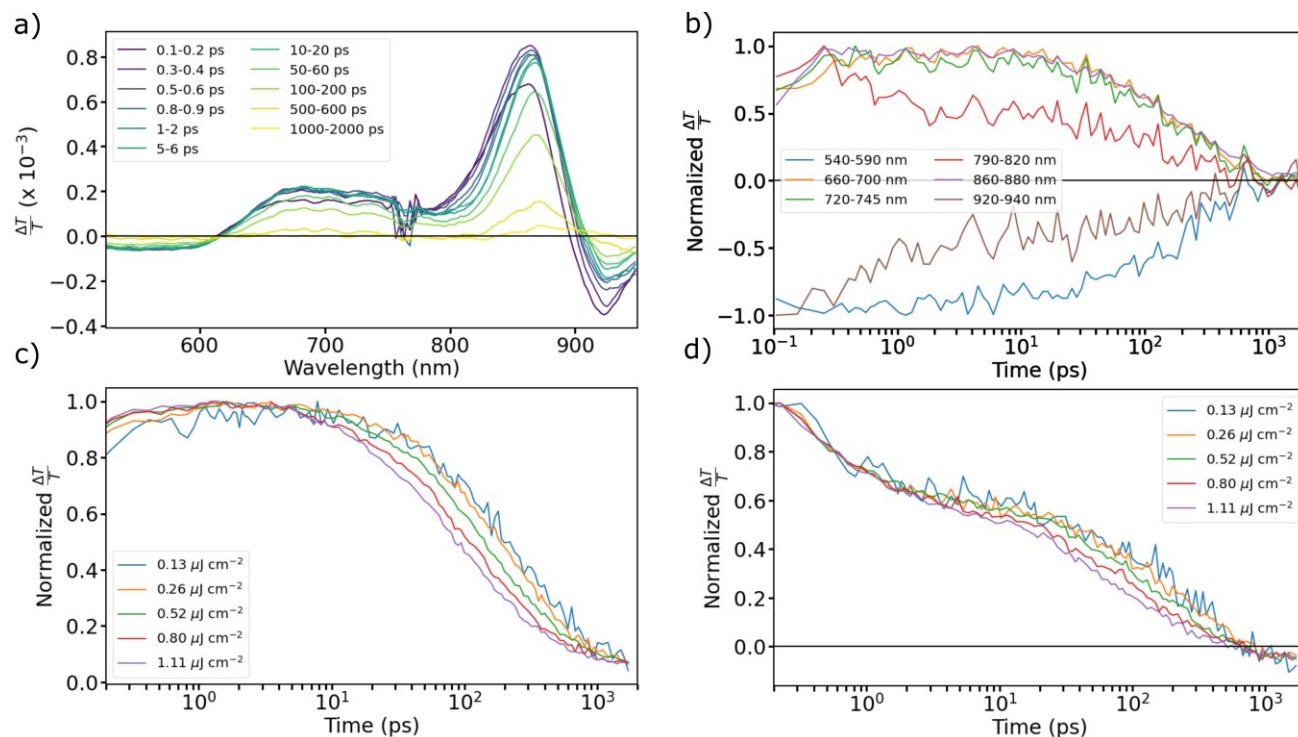 a)
0.1-0.2 ps
0.3-0.4 ps
0.5-0.6 ps
0.8-0.9 ps
1-2 ps
5-6 ps
10-20 ps
50-60 ps
100-200 ps
500-600 ps
1000-2000 ps
0.8
0.6
0.4
0.2
0.0
−0.2
−0.4
ΔT/T (x 10⁻³)
600
700
800
900
Wavelength (nm)
b)
1.0
0.5
0.0
−0.5
−1.0
Normalized ΔT/T
540-590 nm
660-700 nm
720-745 nm
790-820 nm
860-880 nm
920-940 nm
10⁻¹
10⁰
10¹
10²
10³
Time (ps)
c)
1.0
0.8
0.6
0.4
0.2
0.0
Normalized ΔT/T
0.13 μJ cm⁻²
0.26 μJ cm⁻²
0.52 μJ cm⁻²
0.80 μJ cm⁻²
1.11 μJ cm⁻²
10⁰
10¹
10²
10³
Time (ps)
d)
1.0
0.8
0.6
0.4
0.2
0.0
Normalized ΔT/T
0.13 μJ cm⁻²
0.26 μJ cm⁻²
0.52 μJ cm⁻²
0.80 μJ cm⁻²
1.11 μJ cm⁻²
10⁰
10¹
10²
10³
Time (ps)